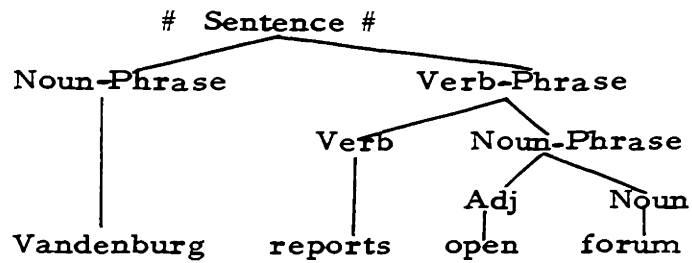 # Sentence #
Noun-Phrase Verb-Phrase
Verb Noun-Phrase
Adj Noun
Vandenburg reports open forum